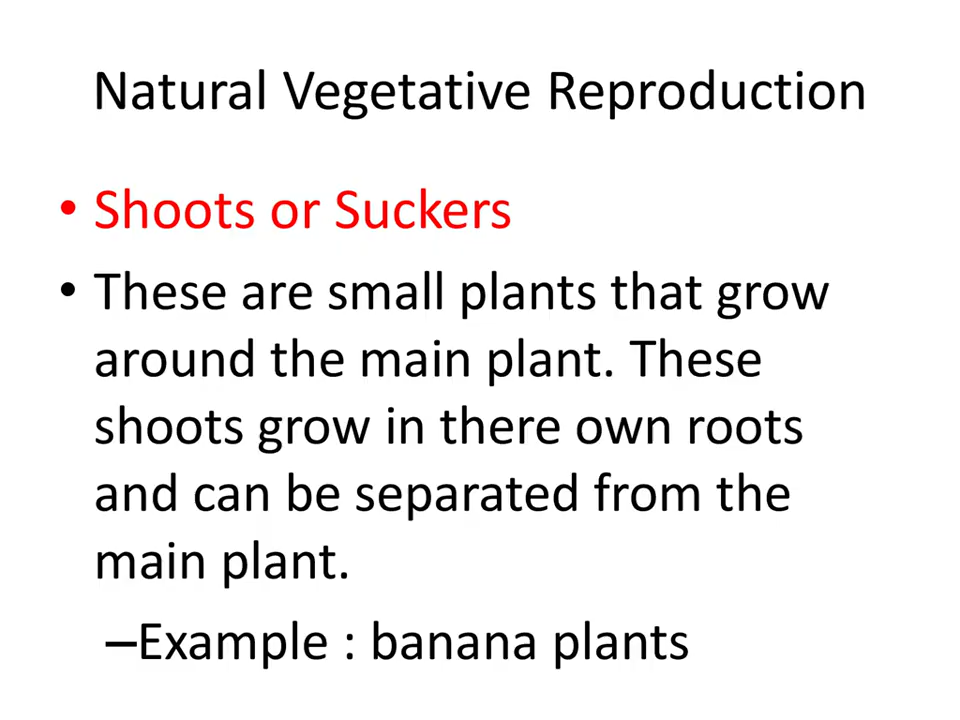 Natural Vegetative Reproduction
• Shoots or Suckers
• These are small plants that grow
around the main plant. These
shoots grow in there own roots
and can be separated from the
main plant.
–Example : banana plants